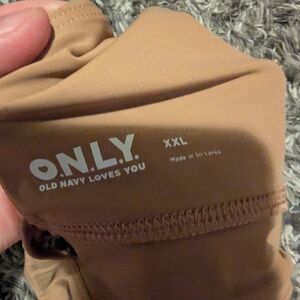 O.N.L.Y.
OLD NAVY LOVES YOU
XXL
Made in Sri Lanka